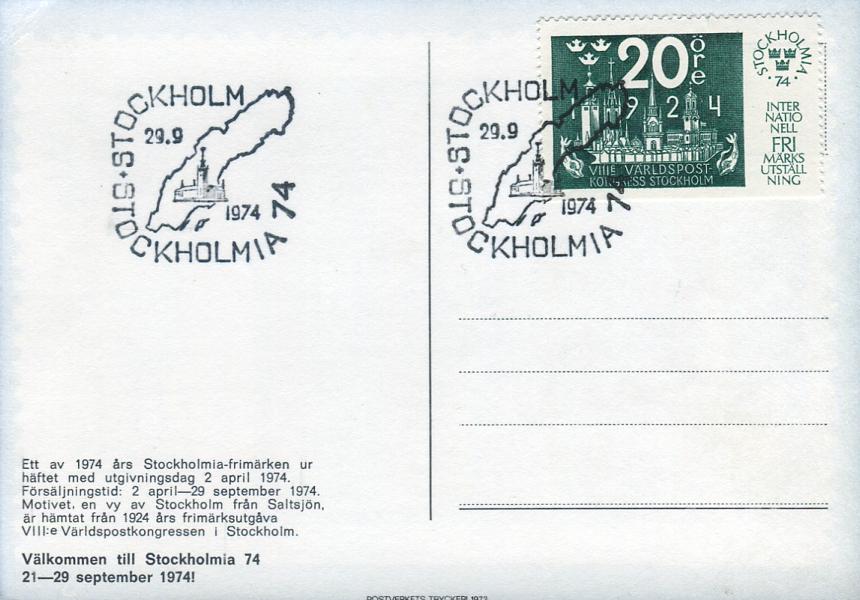 STOCKHOLM
29.9
1974
STOCKHOLMIA 74
STOCKHOLM
29.9
1974
STOCKHOLMIA 74
20 öre
1924
VIII:E VÄRLDSPOST-
KONGRESS STOCKHOLM
STOCKHOLMIA
·74·
INTER
NATIO
NELL
FRI
MÄRKS
UTSTÄLL
NING
Ett av 1974 års Stockholmia-frimärken ur
häftet med utgivningsdag 2 april 1974.
Försäljningstid: 2 april—29 september 1974.
Motivet, en vy av Stockholm från Saltsjön,
är hämtat från 1924 års frimärksutgåva
VIII:e Världspostkongressen i Stockholm.
Välkommen till Stockholmia 74
21—29 september 1974!
POSTVERKETS TRYCKERI 1973